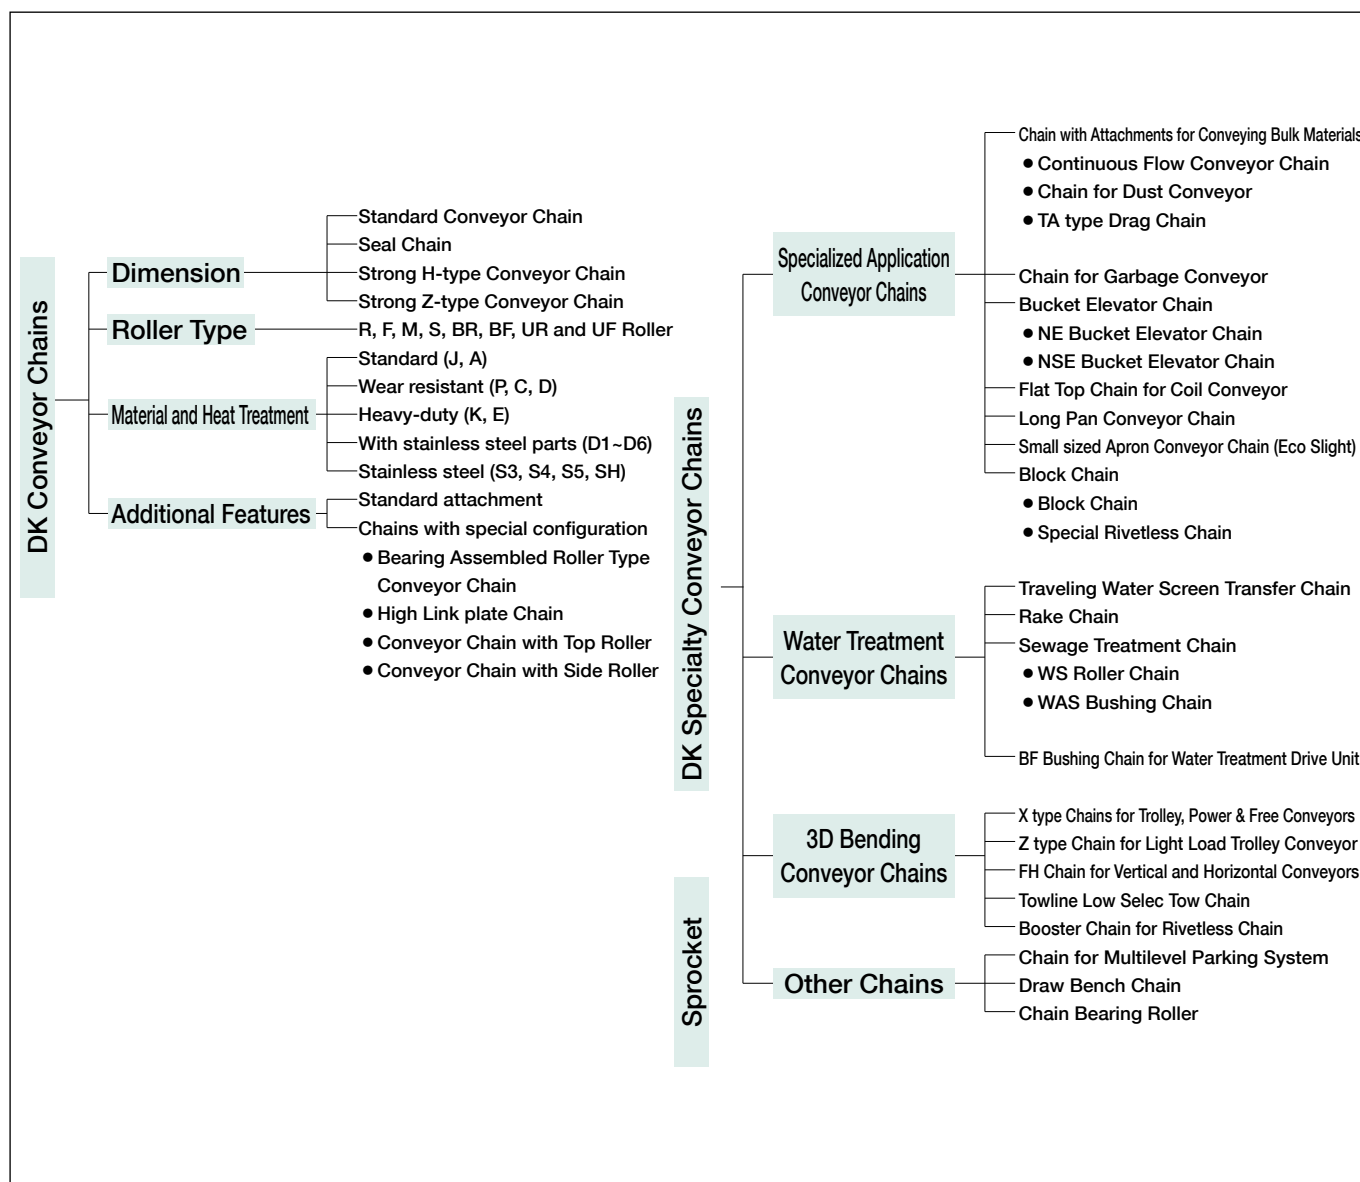 DK Conveyor Chains
Dimension
Standard Conveyor Chain
Seal Chain
Strong H-type Conveyor Chain
Strong Z-type Conveyor Chain
Roller Type
R, F, M, S, BR, BF, UR and UF Roller
Material and Heat Treatment
Standard (J, A)
Wear resistant (P, C, D)
Heavy-duty (K, E)
With stainless steel parts (D1~D6)
Stainless steel (S3, S4, S5, SH)
Additional Features
Standard attachment
Chains with special configuration
● Bearing Assembled Roller Type
Conveyor Chain
● High Link plate Chain
● Conveyor Chain with Top Roller
● Conveyor Chain with Side Roller
DK Specialty Conveyor Chains
Specialized Application
Conveyor Chains
Chain with Attachments for Conveying Bulk Materials
● Continuous Flow Conveyor Chain
● Chain for Dust Conveyor
● TA type Drag Chain
Chain for Garbage Conveyor
Bucket Elevator Chain
● NE Bucket Elevator Chain
● NSE Bucket Elevator Chain
Flat Top Chain for Coil Conveyor
Long Pan Conveyor Chain
Small sized Apron Conveyor Chain (Eco Slight)
Block Chain
● Block Chain
● Special Rivetless Chain
Water Treatment
Conveyor Chains
Traveling Water Screen Transfer Chain
Rake Chain
Sewage Treatment Chain
● WS Roller Chain
● WAS Bushing Chain
BF Bushing Chain for Water Treatment Drive Unit
3D Bending
Conveyor Chains
X type Chains for Trolley, Power & Free Conveyors
Z type Chain for Light Load Trolley Conveyor
FH Chain for Vertical and Horizontal Conveyors
Towline Low Selec Tow Chain
Booster Chain for Rivetless Chain
Other Chains
Chain for Multilevel Parking System
Draw Bench Chain
Chain Bearing Roller
Sprocket